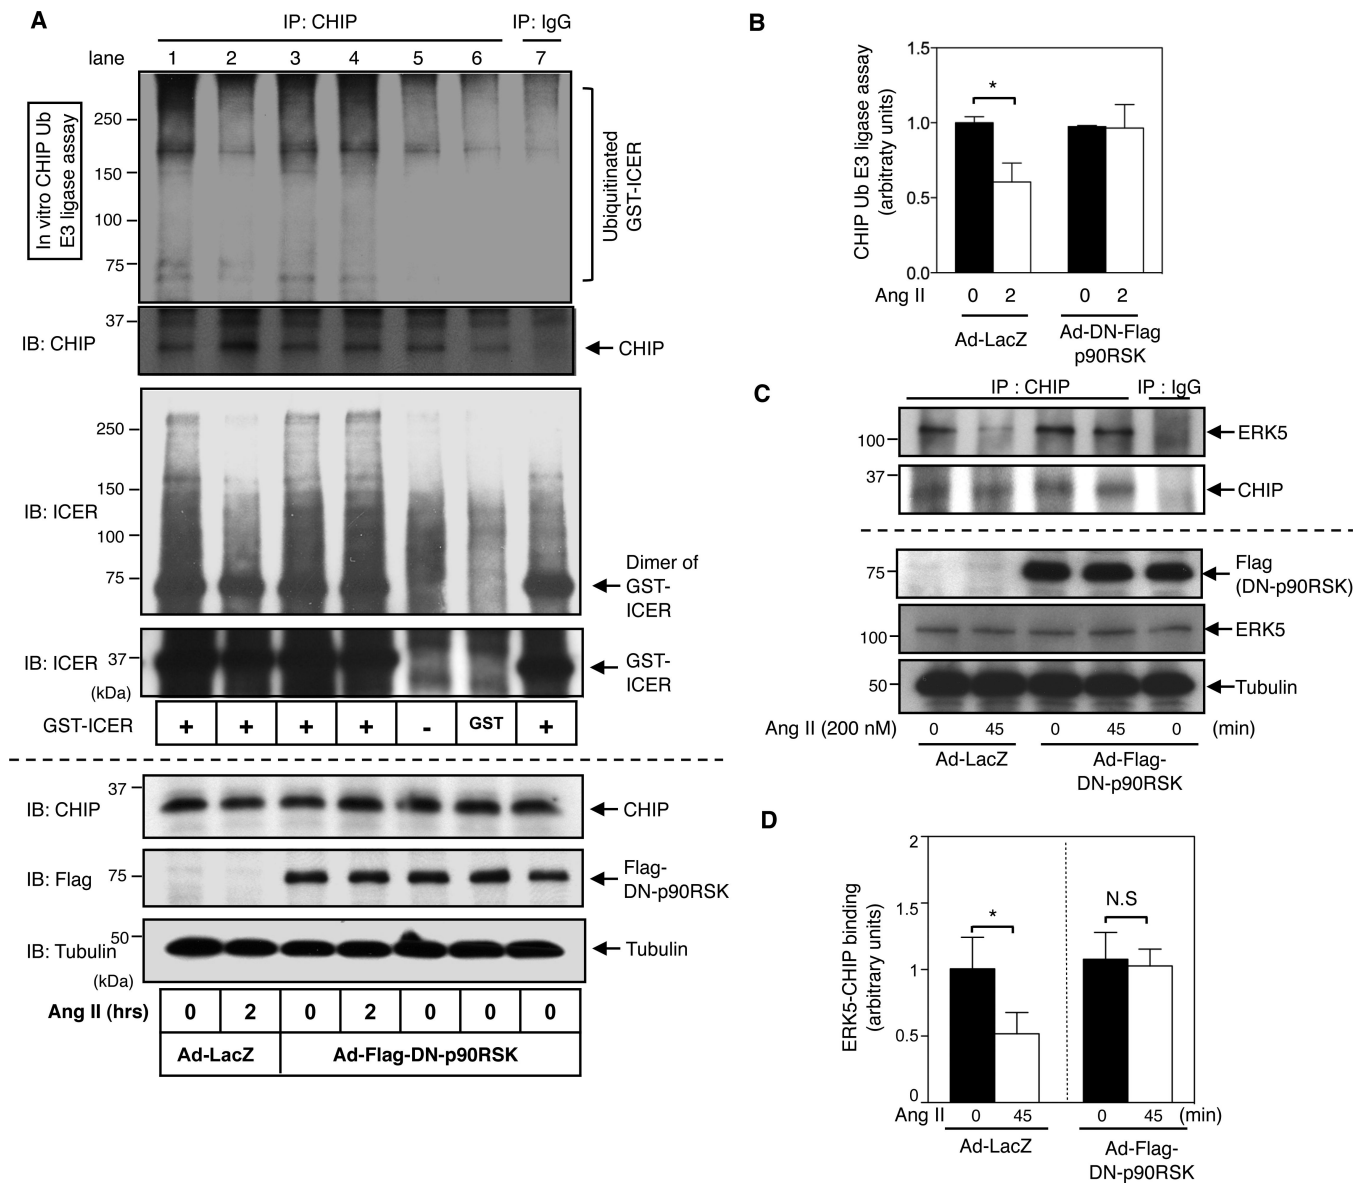 A
IP: CHIP
IP: IgG
lane 1 2 3 4 5 6 7
In vitro CHIP Ub
E3 ligase assay
250
150
100
75
Ubiquitinated
GST-ICER
37
IB: CHIP
CHIP
250
150
IB: ICER
100
75
Dimer of
GST-
ICER
IB: ICER 37
GST-
ICER
(kDa)
GST-ICER + + + + - GST +
37
IB: CHIP
CHIP
IB: Flag 75
Flag-
DN-p90RSK
50
IB: Tubulin
Tubulin
(kDa)
Ang II (hrs) 0 2 0 2 0 0 0
Ad-LacZ Ad-Flag-DN-p90RSK
B
CHIP Ub E3 ligase assay
(arbitraty units)
1.5
1.0
0.5
0.0
*
Ang II 0 2 0 2
Ad-LacZ
Ad-DN-Flag
p90RSK
C
IP : CHIP
IP : IgG
100
ERK5
37
CHIP
75
Flag
(DN-p90RSK)
100
ERK5
50
Tubulin
Ang II (200 nM) 0 45 0 45 0 (min)
Ad-LacZ
Ad-Flag-
DN-p90RSK
D
ERK5-CHIP binding
(arbitrary units)
2
1.5
1
0.5
0
*
N.S
Ang II 0 45 0 45 (min)
Ad-LacZ
Ad-Flag-
DN-p90RSK